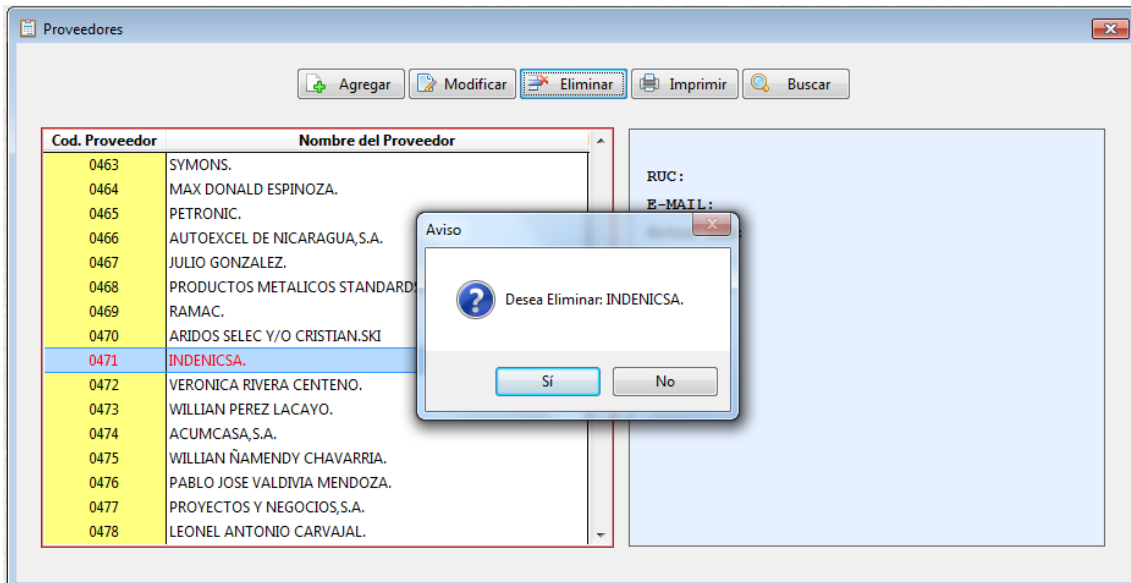 Proveedores
Agregar Modificar Eliminar Imprimir Buscar
Cod. Proveedor Nombre del Proveedor
0463 SYMONS.
0464 MAX DONALD ESPINOZA.
0465 PETRONIC.
0466 AUTOEXCEL DE NICARAGUA,S.A.
0467 JULIO GONZALEZ.
0468 PRODUCTOS METALICOS STANDARD
0469 RAMAC.
0470 ARIDOS SELEC Y/O CRISTIAN.SKI
0471 INDENICSA.
0472 VERONICA RIVERA CENTENO.
0473 WILLIAN PEREZ LACAYO.
0474 ACUMCASA,S.A.
0475 WILLIAN ÑAMENDY CHAVARRIA.
0476 PABLO JOSE VALDIVIA MENDOZA.
0477 PROYECTOS Y NEGOCIOS,S.A.
0478 LEONEL ANTONIO CARVAJAL.
RUC:
E-MAIL:
Aviso
Desea Eliminar: INDENICSA.
Sí No